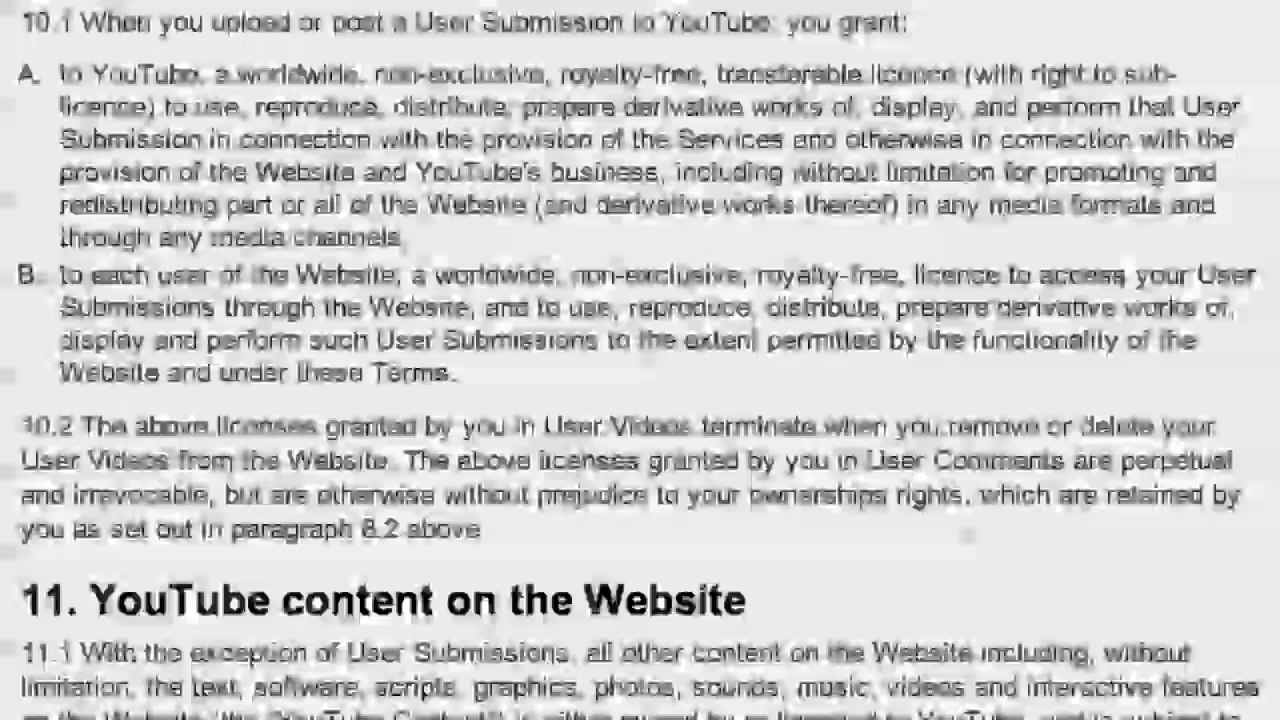 10.1 When you upload or post a User Submission to YouTube, you grant:
A. to YouTube, a worldwide, non-exclusive, royalty-free, transferable licence (with right to sub-
licence) to use, reproduce, distribute, prepare derivative works of, display, and perform that User
Submission in connection with the provision of the Services and otherwise in connection with the
provision of the Website and YouTube's business, including without limitation for promoting and
redistributing part or all of the Website (and derivative works thereof) in any media formats and
through any media channels;
B. to each user of the Website, a worldwide, non-exclusive, royalty-free, licence to access your User
Submissions through the Website, and to use, reproduce, distribute, prepare derivative works of,
display and perform such User Submissions to the extent permitted by the functionality of the
Website and under these Terms.
10.2 The above licenses granted by you in User Videos terminate when you remove or delete your
User Videos from the Website. The above licenses granted by you in User Comments are perpetual
and irrevocable, but are otherwise without prejudice to your ownerships rights, which are retained by
you as set out in paragraph 8.2 above
11. YouTube content on the Website
11.1 With the exception of User Submissions, all other content on the Website including, without
limitation, the text, software, scripts, graphics, photos, sounds, music, videos and interactive features